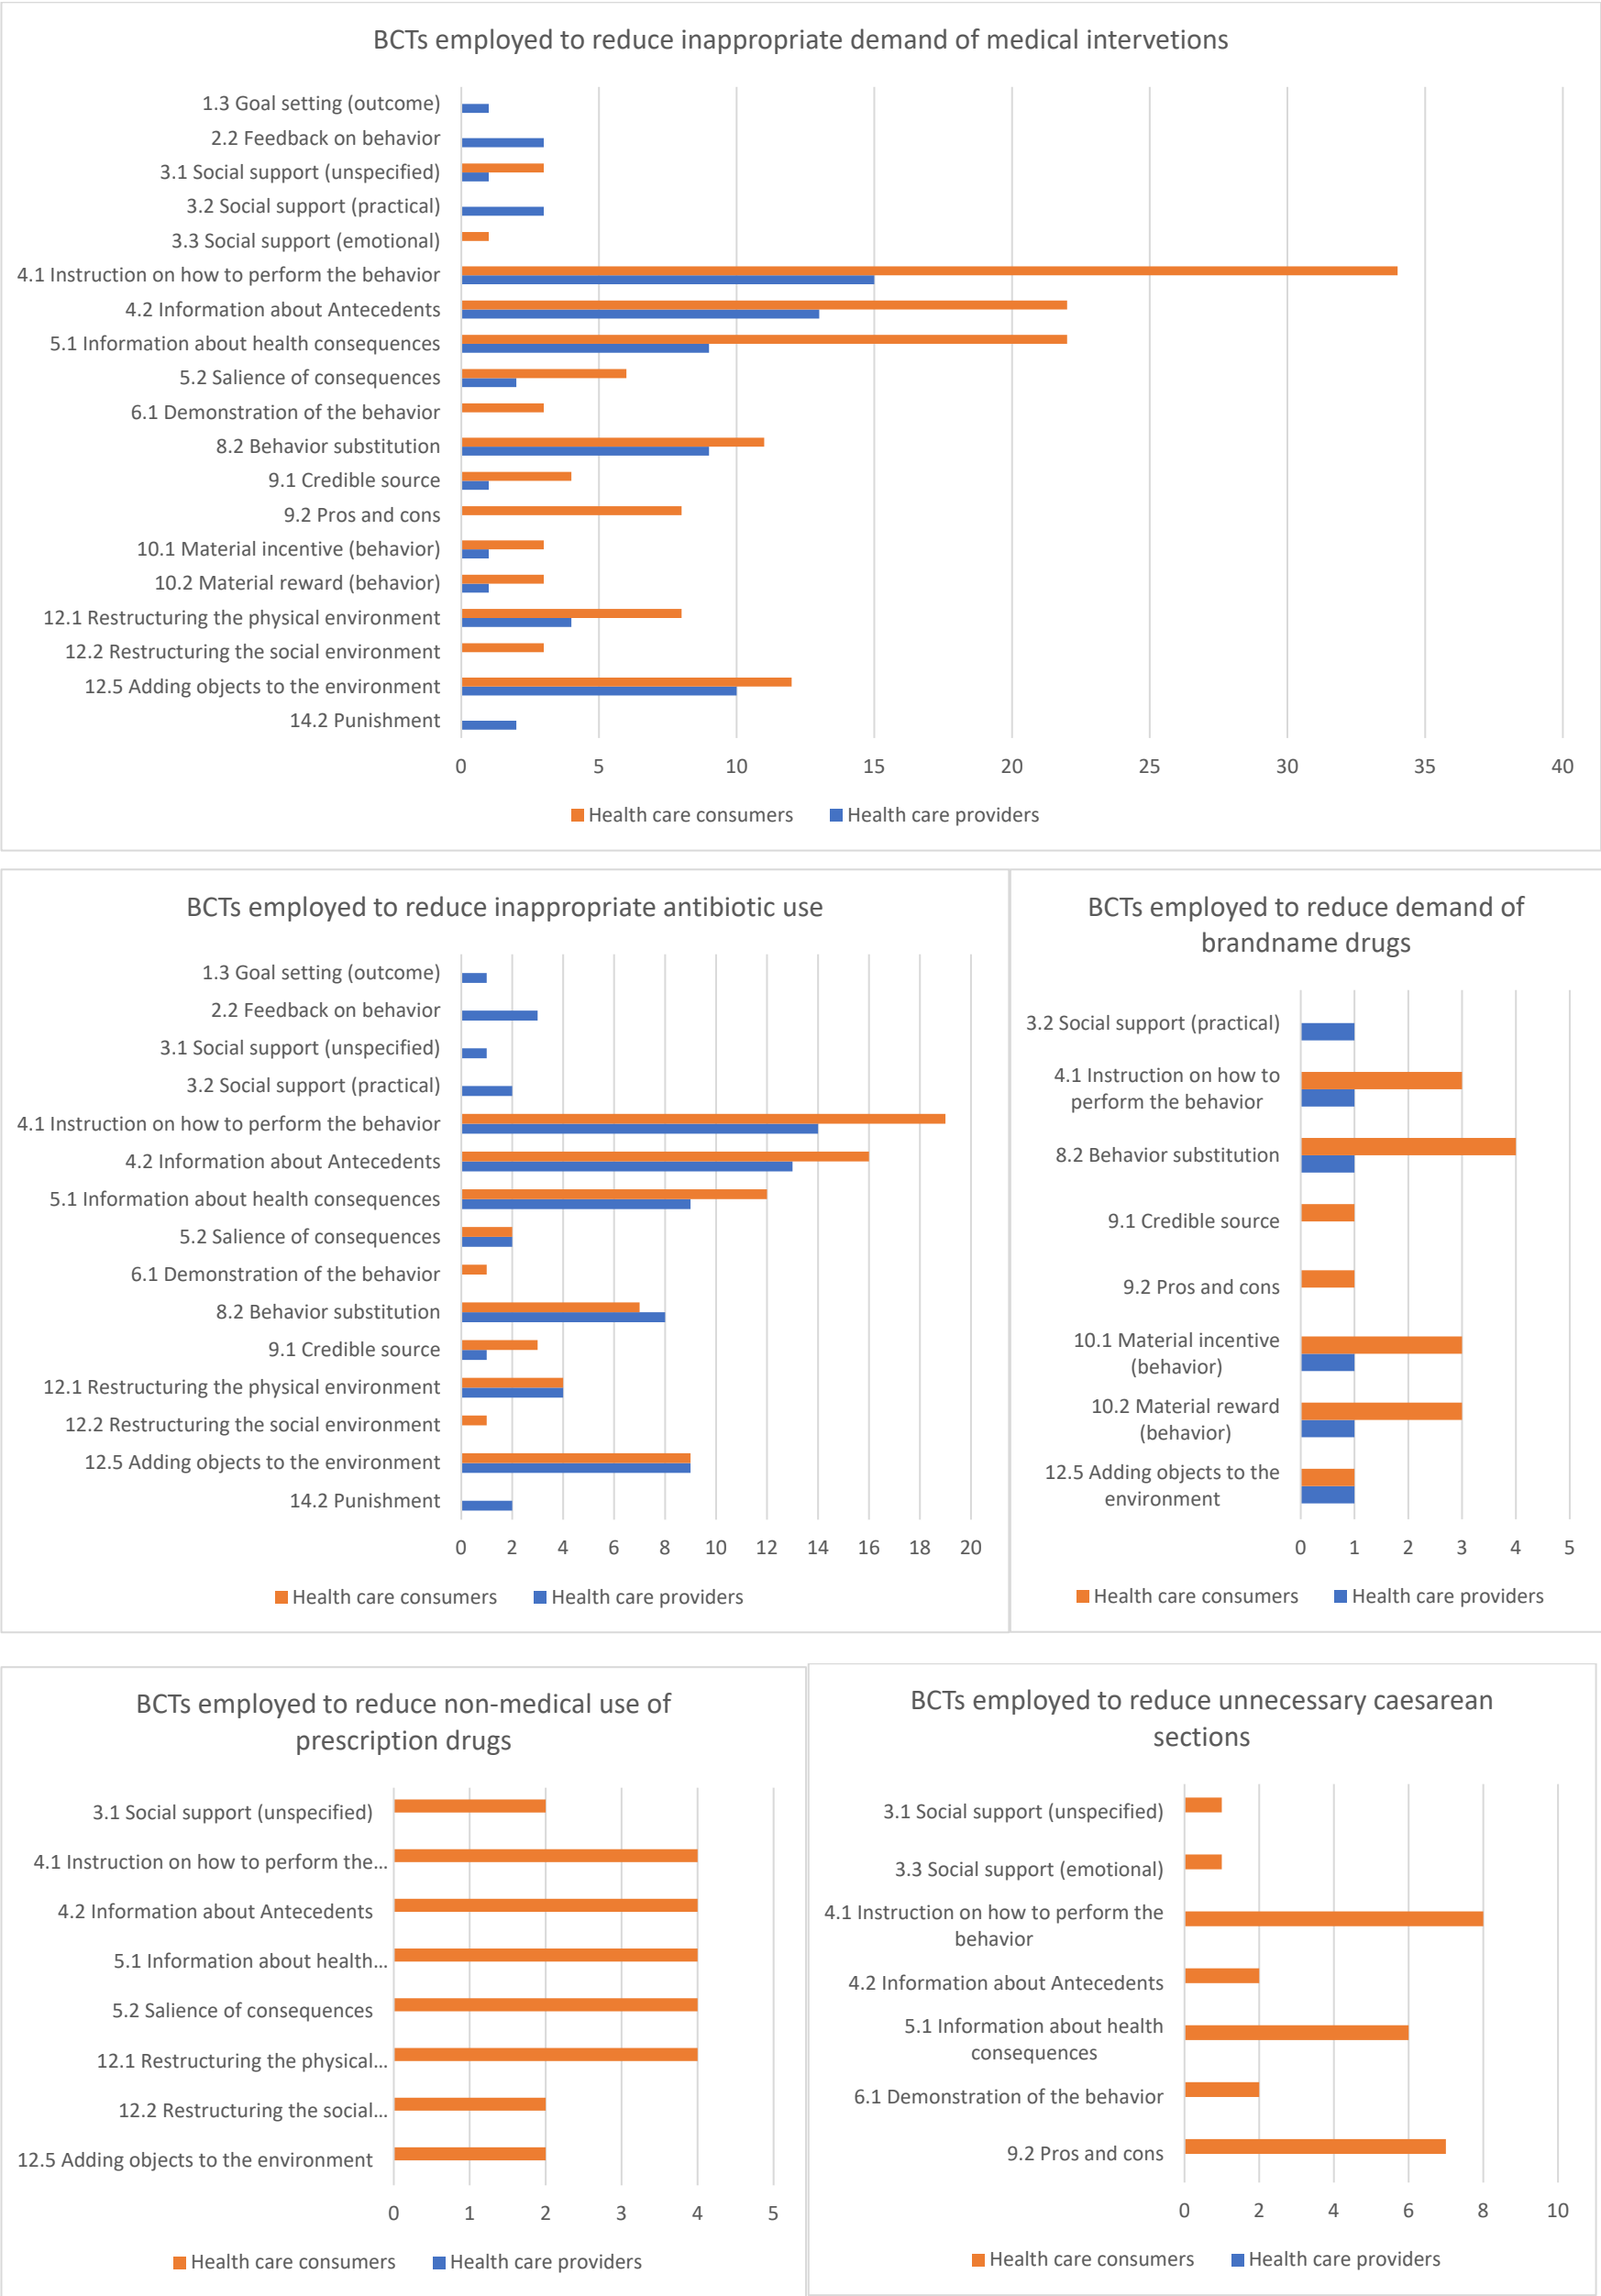 BCTs employed to reduce inappropriate demand of medical intervetions
1.3 Goal setting (outcome)
2.2 Feedback on behavior
3.1 Social support (unspecified)
3.2 Social support (practical)
3.3 Social support (emotional)
4.1 Instruction on how to perform the behavior
4.2 Information about Antecedents
5.1 Information about health consequences
5.2 Salience of consequences
6.1 Demonstration of the behavior
8.2 Behavior substitution
9.1 Credible source
9.2 Pros and cons
10.1 Material incentive (behavior)
10.2 Material reward (behavior)
12.1 Restructuring the physical environment
12.2 Restructuring the social environment
12.5 Adding objects to the environment
14.2 Punishment
0 5 10 15 20 25 30 35 40
Health care consumers Health care providers
BCTs employed to reduce inappropriate antibiotic use
1.3 Goal setting (outcome)
2.2 Feedback on behavior
3.1 Social support (unspecified)
3.2 Social support (practical)
4.1 Instruction on how to perform the behavior
4.2 Information about Antecedents
5.1 Information about health consequences
5.2 Salience of consequences
6.1 Demonstration of the behavior
8.2 Behavior substitution
9.1 Credible source
12.1 Restructuring the physical environment
12.2 Restructuring the social environment
12.5 Adding objects to the environment
14.2 Punishment
0 2 4 6 8 10 12 14 16 18 20
Health care consumers Health care providers
BCTs employed to reduce demand of
brandname drugs
3.2 Social support (practical)
4.1 Instruction on how to
perform the behavior
8.2 Behavior substitution
9.1 Credible source
9.2 Pros and cons
10.1 Material incentive
(behavior)
10.2 Material reward
(behavior)
12.5 Adding objects to the
environment
0 1 2 3 4 5
Health care consumers Health care providers
BCTs employed to reduce non-medical use of
prescription drugs
3.1 Social support (unspecified)
4.1 Instruction on how to perform the…
4.2 Information about Antecedents
5.1 Information about health…
5.2 Salience of consequences
12.1 Restructuring the physical…
12.2 Restructuring the social…
12.5 Adding objects to the environment
0 1 2 3 4 5
Health care consumers Health care providers
BCTs employed to reduce unnecessary caesarean
sections
3.1 Social support (unspecified)
3.3 Social support (emotional)
4.1 Instruction on how to perform the
behavior
4.2 Information about Antecedents
5.1 Information about health
consequences
6.1 Demonstration of the behavior
9.2 Pros and cons
0 2 4 6 8 10
Health care consumers Health care providers